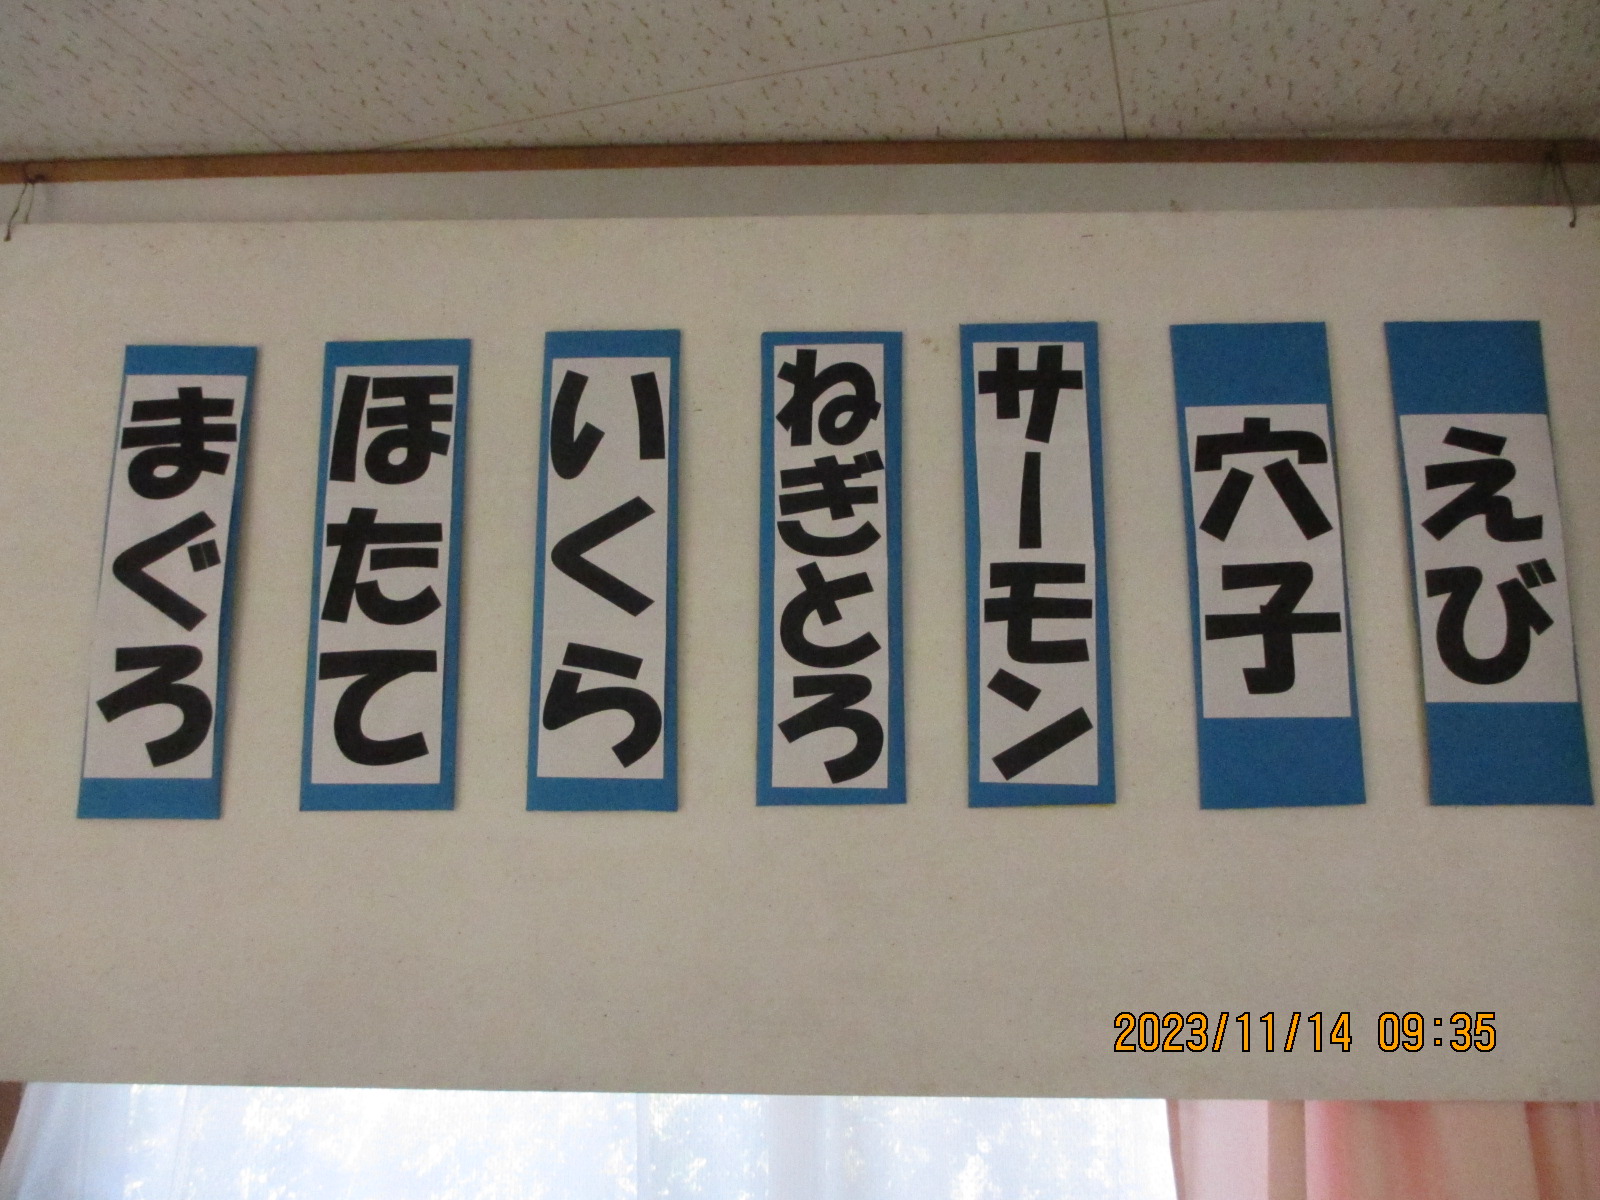 えび
穴子
サーモン
ねぎとろ
いくら
ほたて
まぐろ
2023/11/14 09:35